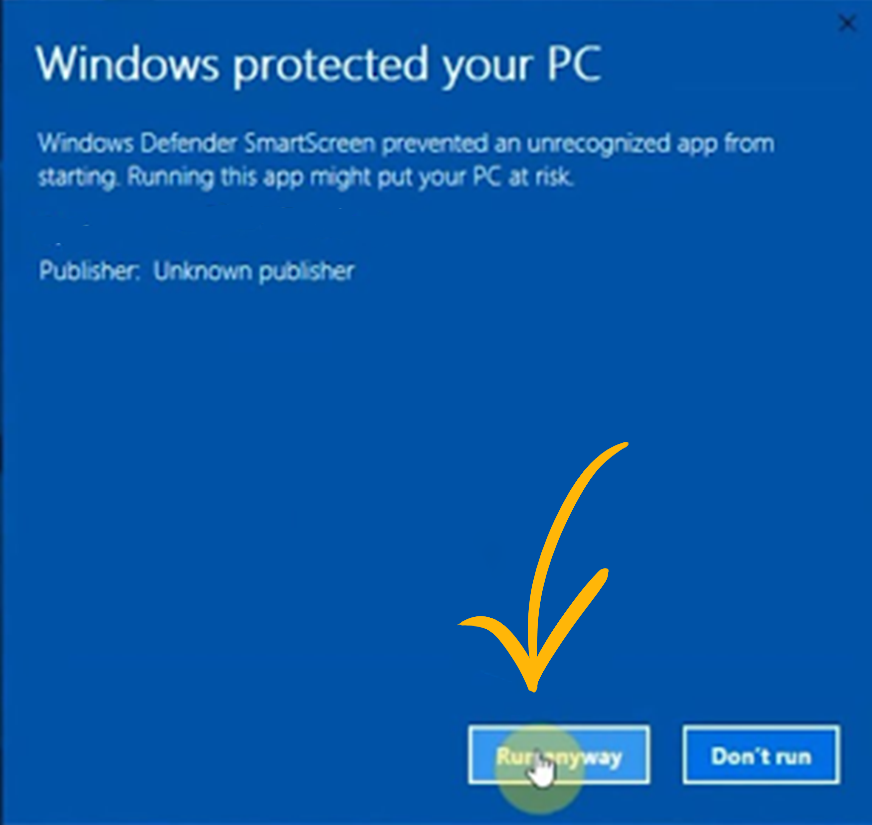 Windows protected your PC
Windows Defender SmartScreen prevented an unrecognized app from
starting. Running this app might put your PC at risk.
Publisher: Unknown publisher
Run anyway
Don't run